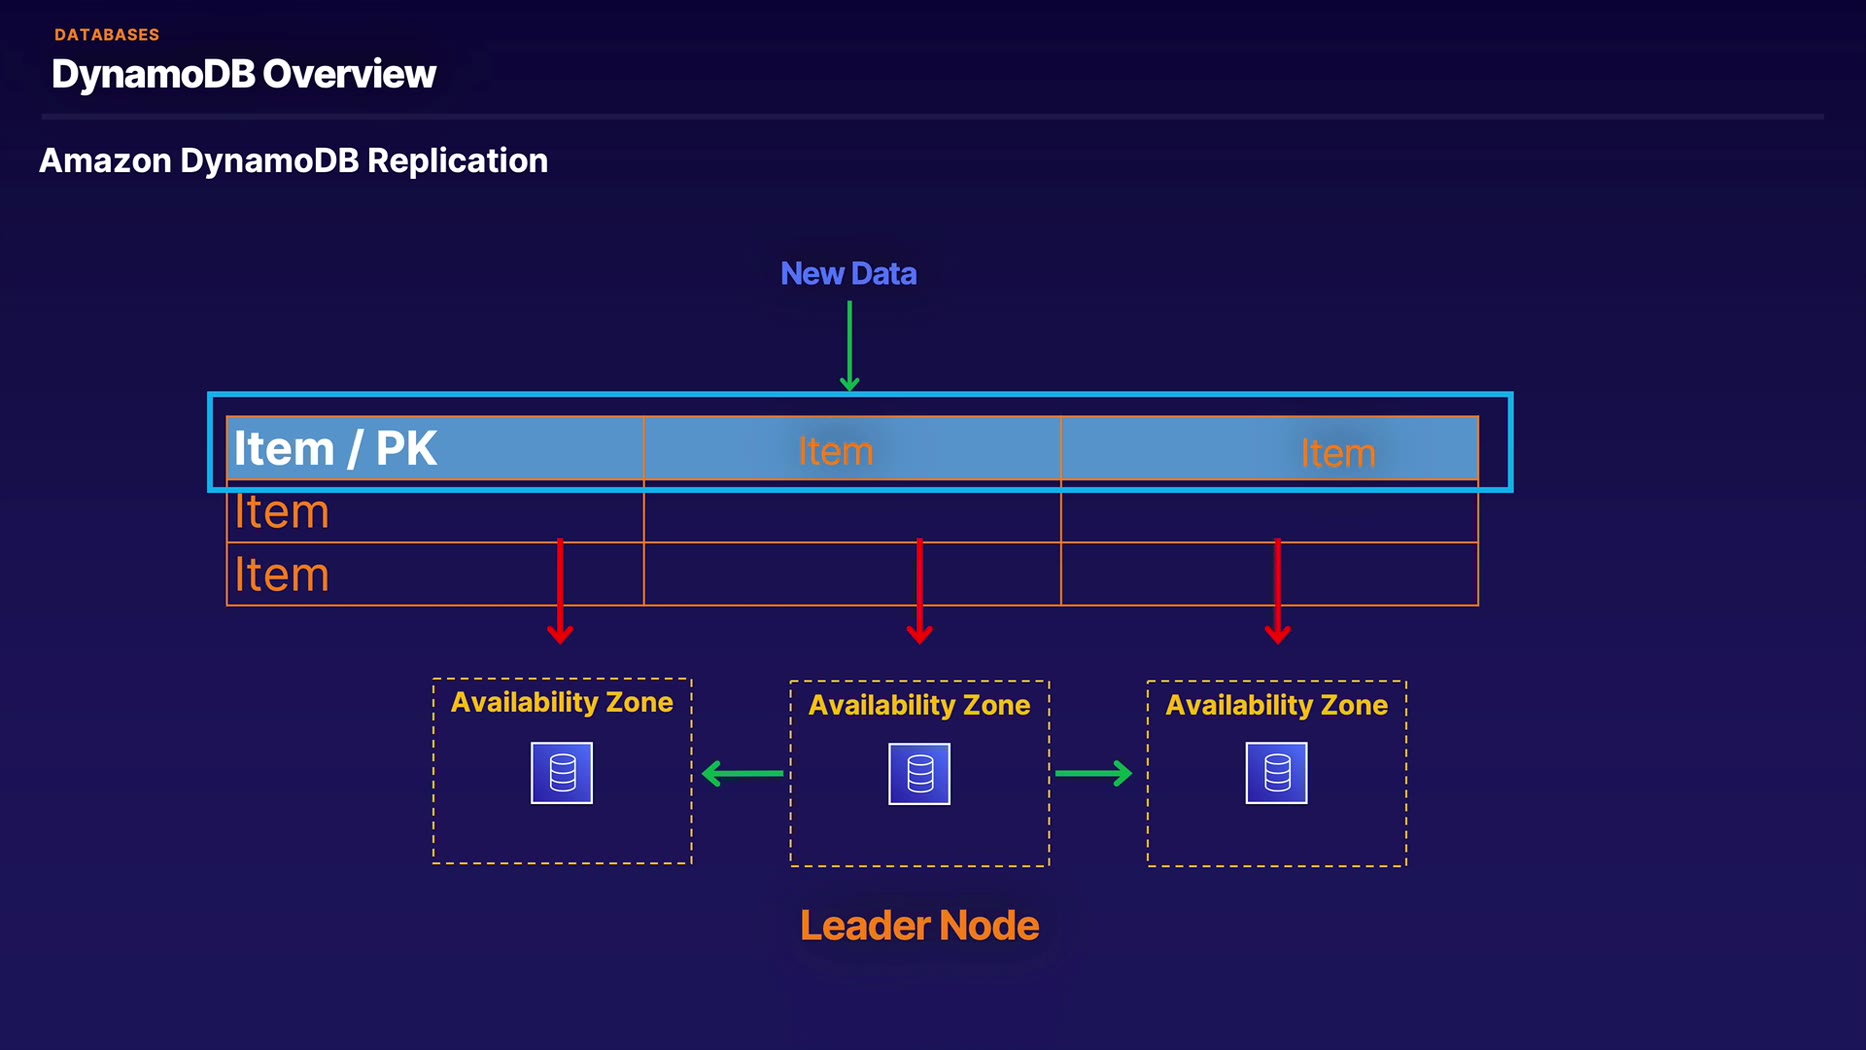 DATABASES
DynamoDB Overview
Amazon DynamoDB Replication
New Data
Item / PK Item Item
Item
Item
Availability Zone Availability Zone Availability Zone
Leader Node